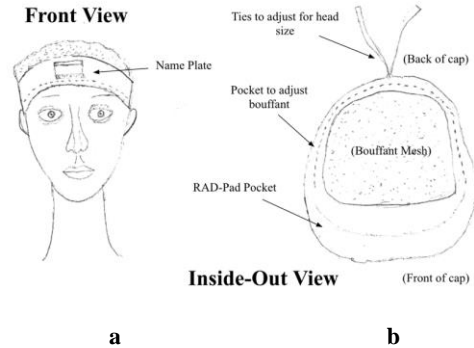 Front View
Name Plate
Ties to adjust for head
size
(Back of cap)
Pocket to adjust
bouffant
(Bouffant Mesh)
RAD-Pad Pocket
Inside-Out View
(Front of cap)
a
b